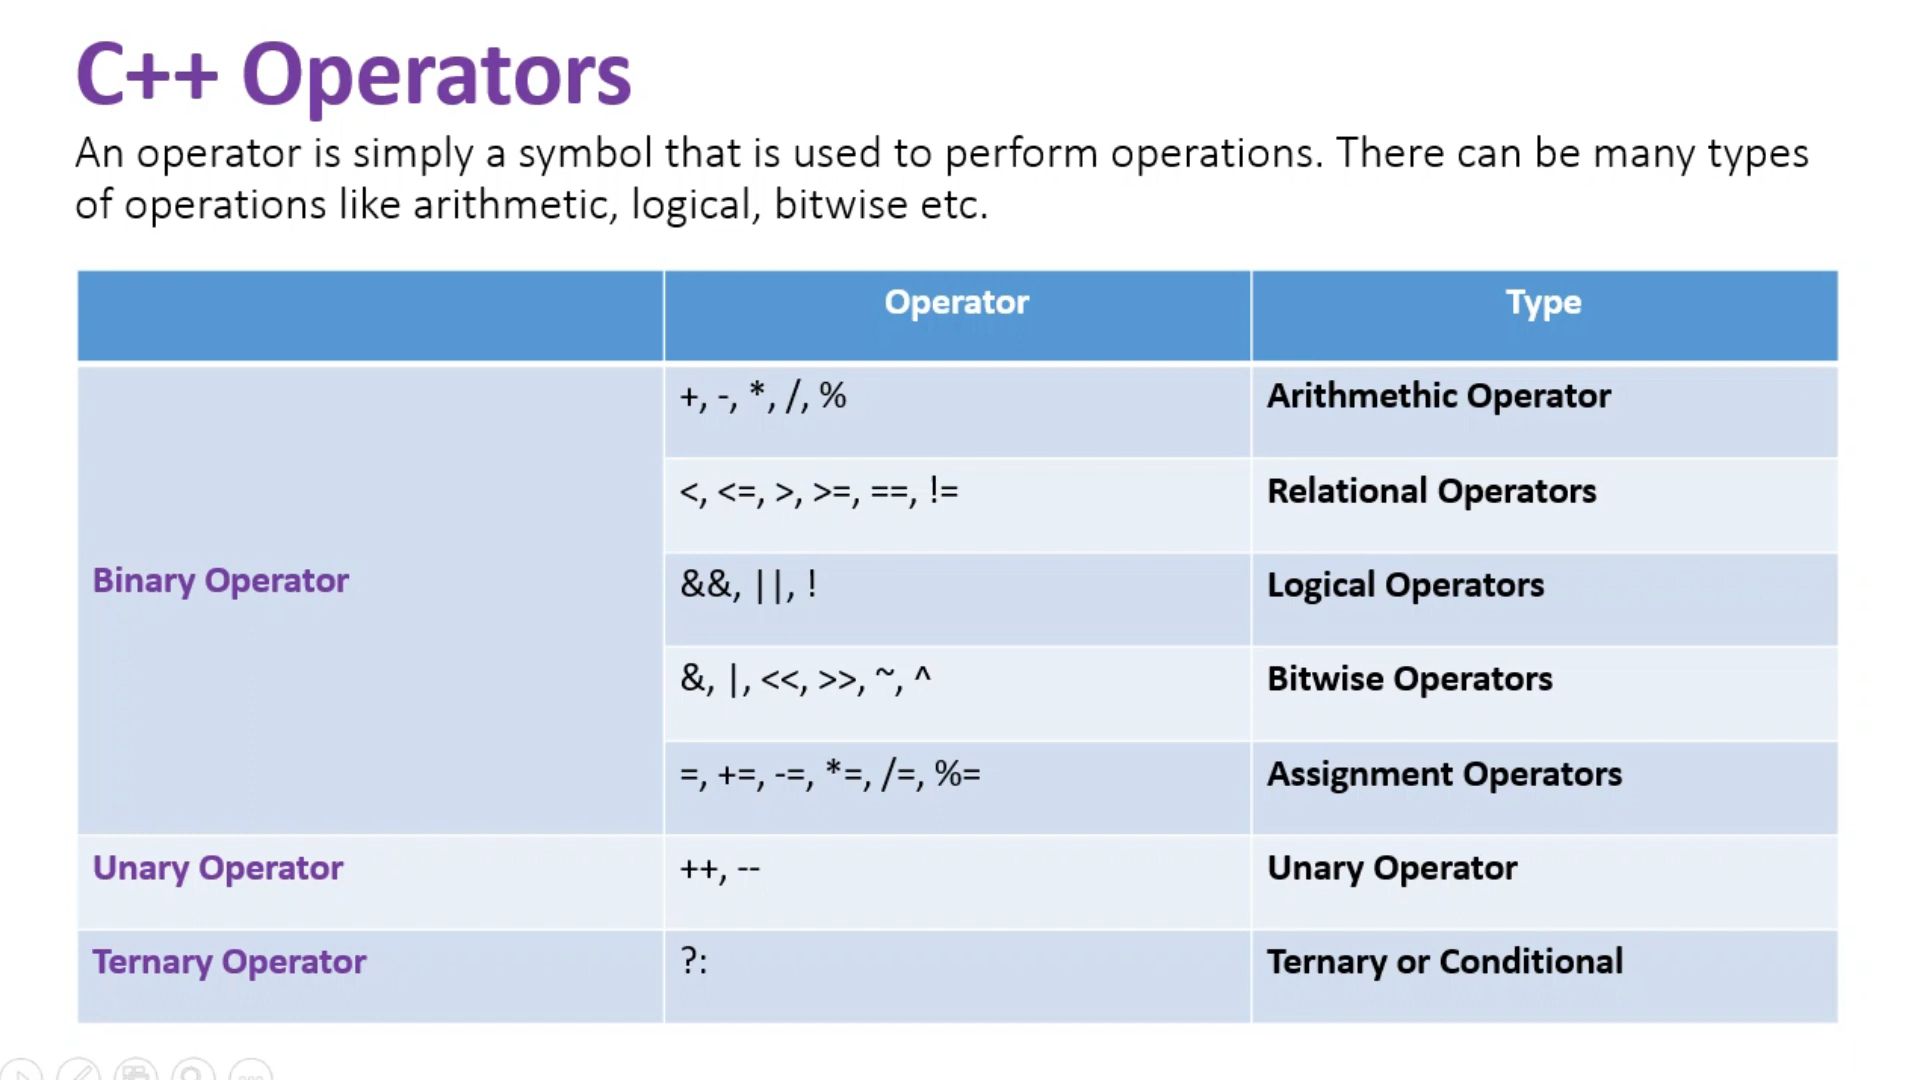 C++ Operators
An operator is simply a symbol that is used to perform operations. There can be many types
of operations like arithmetic, logical, bitwise etc.
Operator Type
+, -, *, /, % Arithmethic Operator
<, <=, >, >=, ==, != Relational Operators
Binary Operator &&, ||, ! Logical Operators
&, |, <<, >>, ~, ^ Bitwise Operators
=, +=, -=, *=, /=, %= Assignment Operators
Unary Operator ++, -- Unary Operator
Ternary Operator ?: Ternary or Conditional